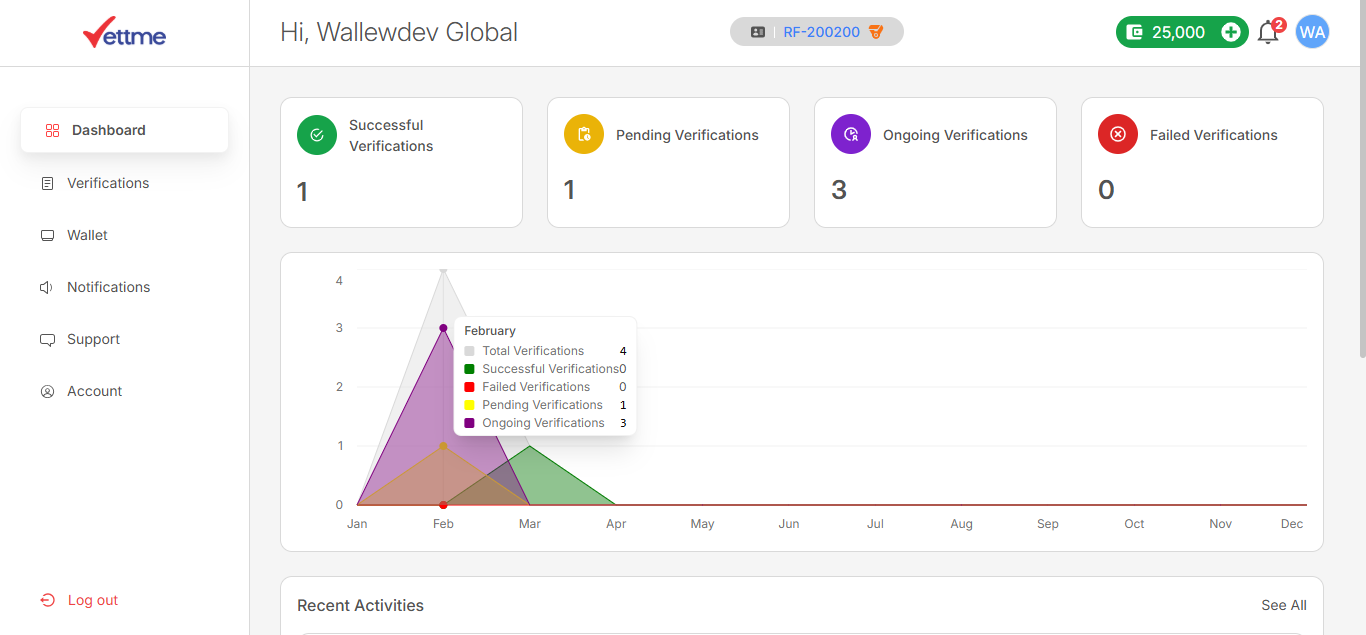 Vettme
Hi, Wallewdev Global
RF-200200
25,000
2
WA
Dashboard
Verifications
Wallet
Notifications
Support
Account
Log out
Successful
Verifications
1
Pending Verifications
1
Ongoing Verifications
3
Failed Verifications
0
4
3
2
1
0
February
Total Verifications 4
Successful Verifications 0
Failed Verifications 0
Pending Verifications 1
Ongoing Verifications 3
Jan Feb Mar Apr May Jun Jul Aug Sep Oct Nov Dec
Recent Activities
See All